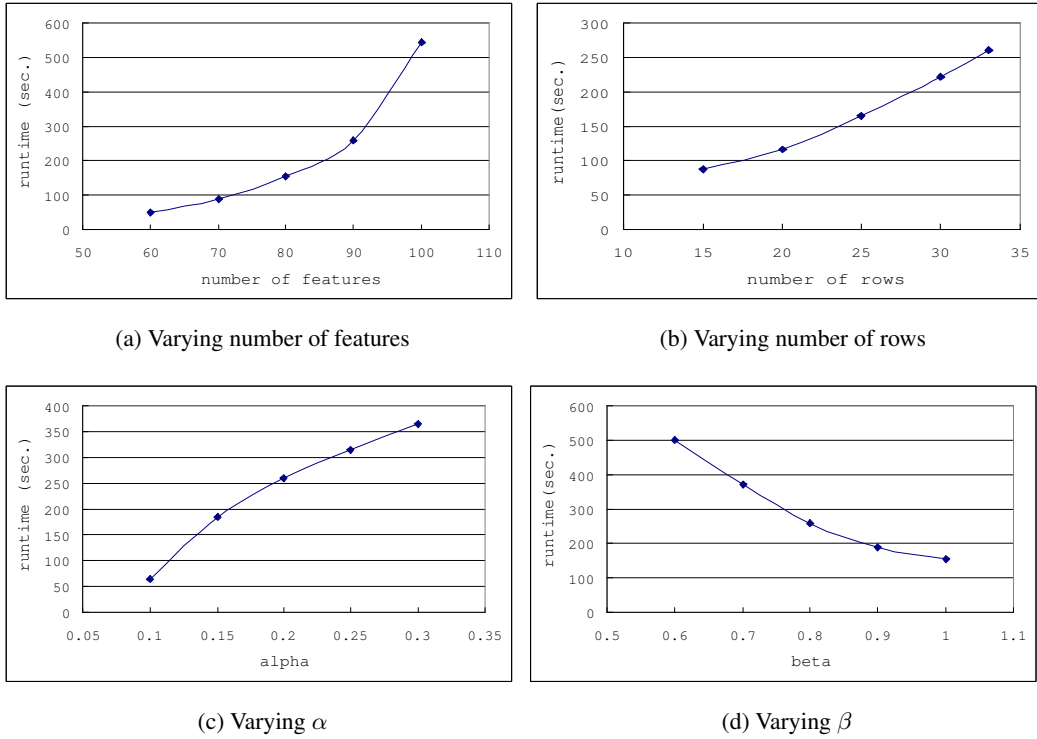 600
500
400
300
200
100
0
runtime (sec.)
50 60 70 80 90 100 110
number of features
(a) Varying number of features
300
250
200
150
100
50
0
runtime(sec.)
10 15 20 25 30 35
number of rows
(b) Varying number of rows
400
350
300
250
200
150
100
50
0
runtime (sec.)
0.05 0.1 0.15 0.2 0.25 0.3 0.35
alpha
(c) Varying α
600
500
400
300
200
100
0
runtime(sec.)
0.5 0.6 0.7 0.8 0.9 1 1.1
beta
(d) Varying β